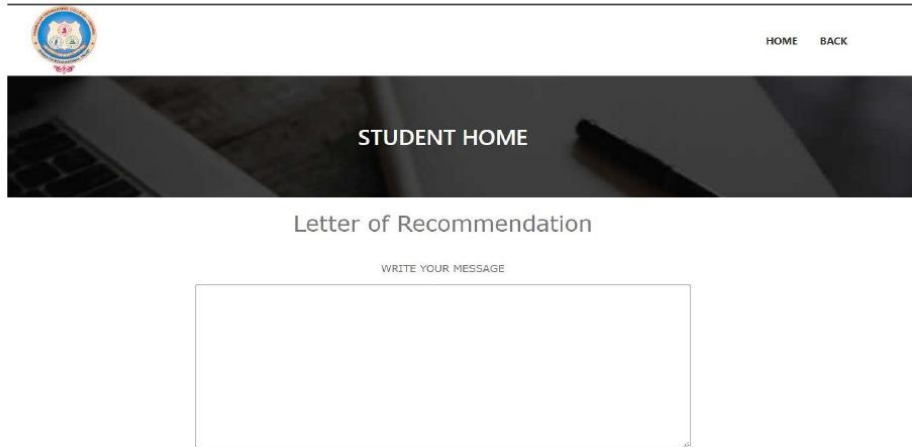 HOME BACK
STUDENT HOME
Letter of Recommendation
WRITE YOUR MESSAGE